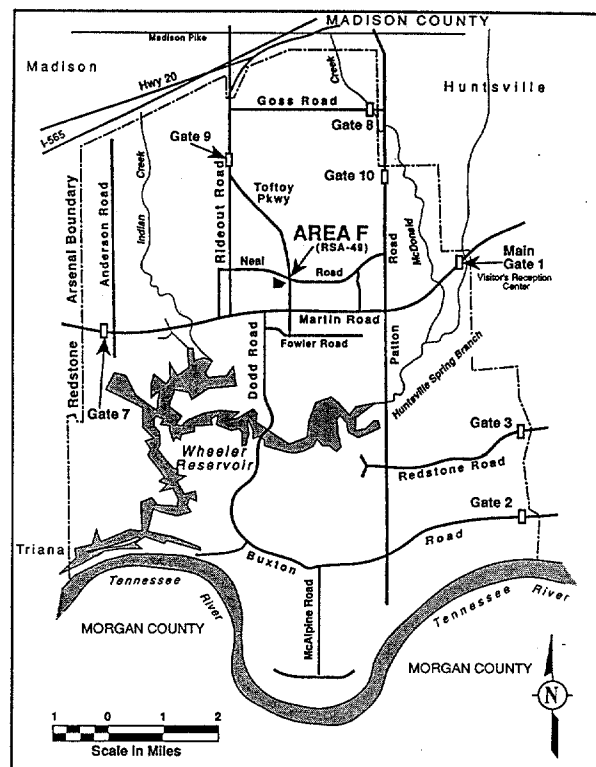 MADISON COUNTY
Madison Pike
Madison
Hwy 20
I-565
Creek
Huntsville
Goss Road
Gate 8
Gate 9
Gate 10
Toftoy
Pkwy
Indian Creek
Rideout Road
Anderson Road
Redstone Arsenal Boundary
McDonald
AREA F
(RSA-49)
Neal Road
Main
Gate 1
Visitor's Reception
Center
Martin Road
Fowler Road
Dodd Road
Patton Road
Huntsville Spring Branch
Gate 7
Gate 3
Wheeler
Reservoir
Redstone Road
Gate 2
Triana
Buxton Road
Tennessee River
McAlpine Road
Tennessee River
MORGAN COUNTY
MORGAN COUNTY
N
1 0 1 2
Scale In Miles